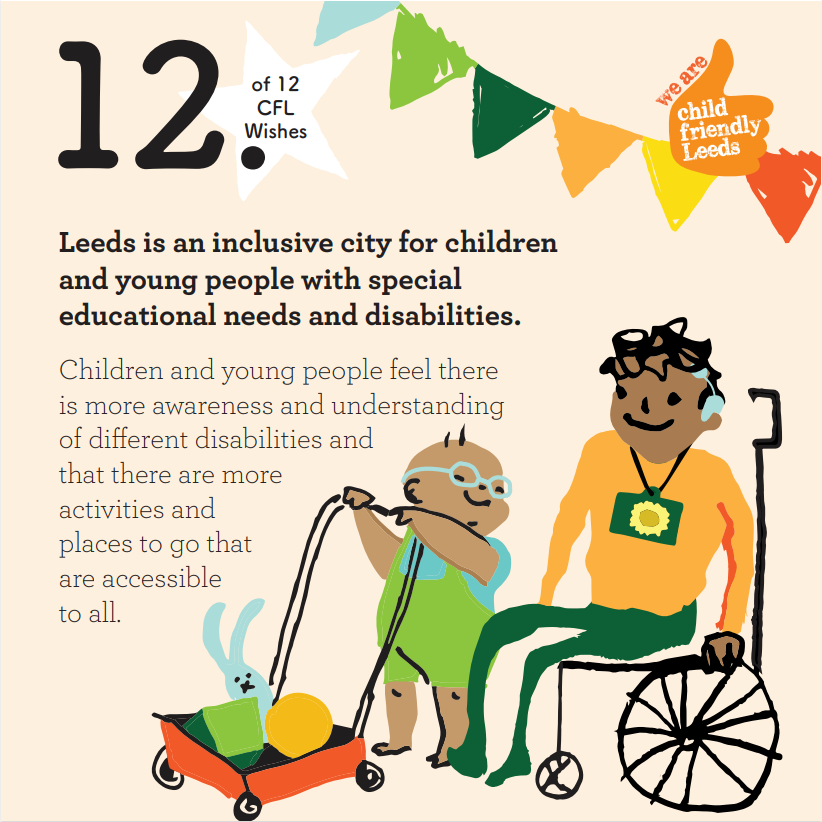 12.
of 12
CFL
Wishes
we are
child
friendly
Leeds
Leeds is an inclusive city for children
and young people with special
educational needs and disabilities.
Children and young people feel there
is more awareness and understanding
of different disabilities and
that there are more
activities and
places to go that
are accessible
to all.